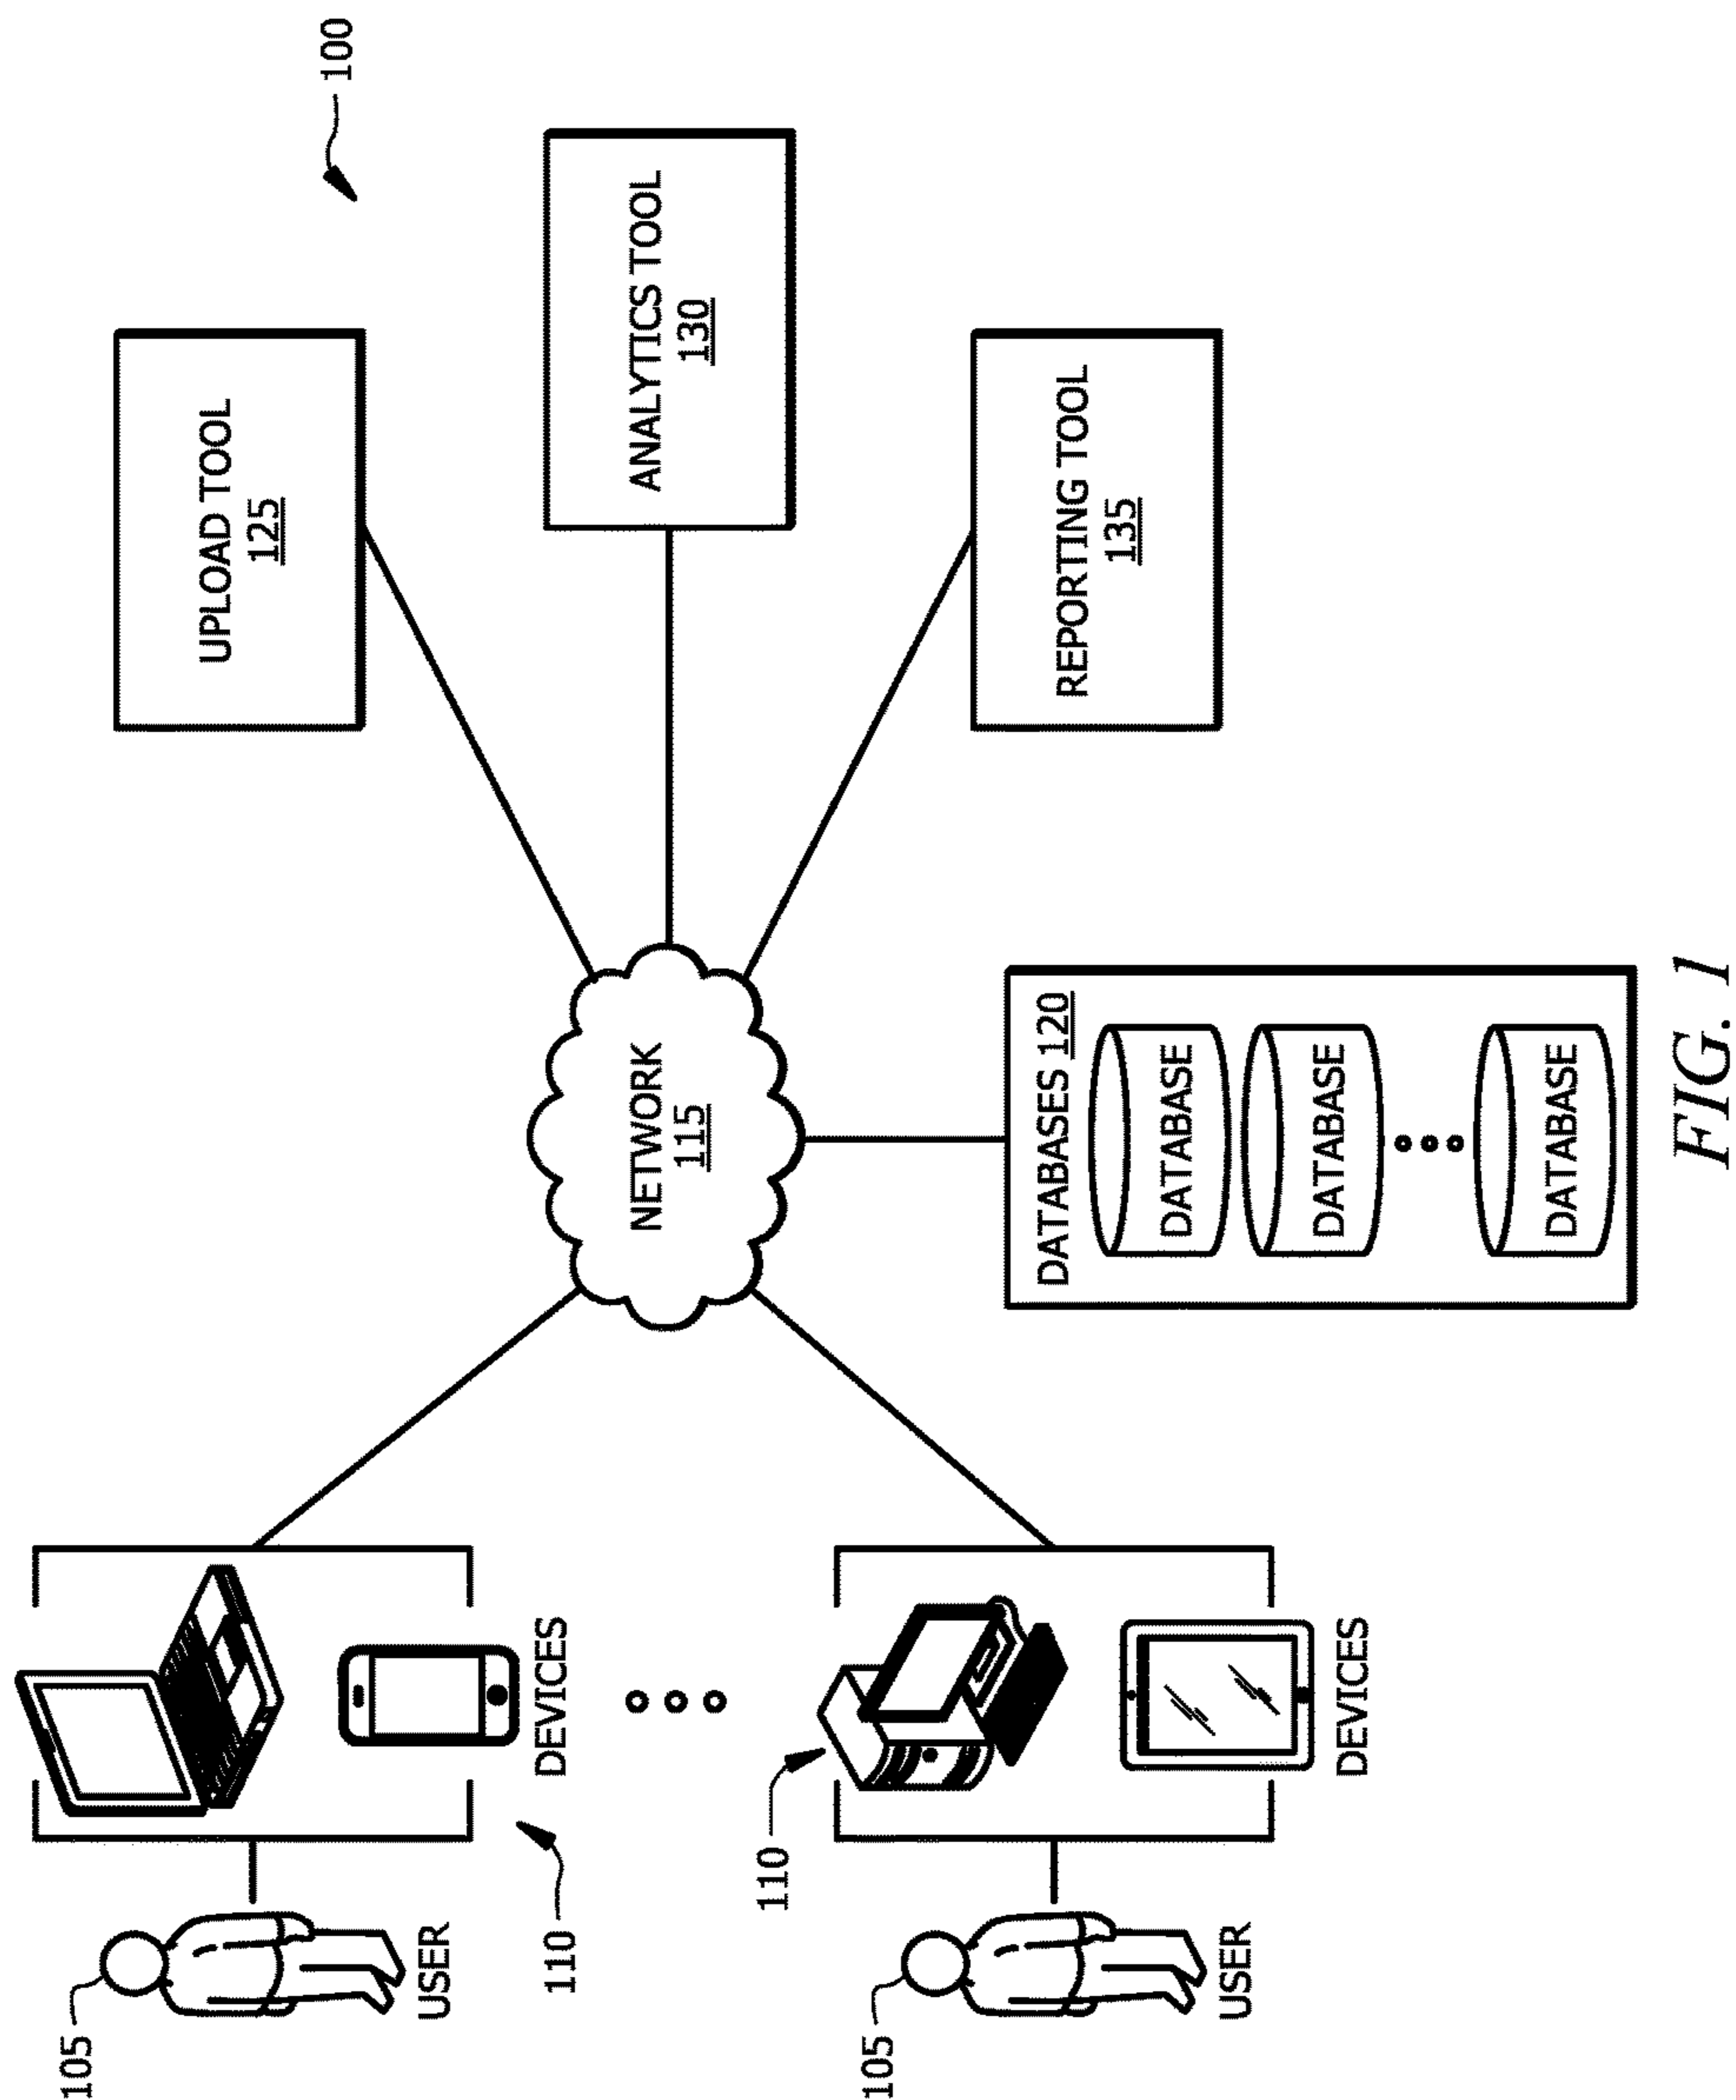 100
105
USER
110
DEVICES
105
USER
110
DEVICES
NETWORK
115
DATABASES 120
DATABASE
DATABASE
DATABASE
UPLOAD TOOL
125
ANALYTICS TOOL
130
REPORTING TOOL
135
FIG. 1